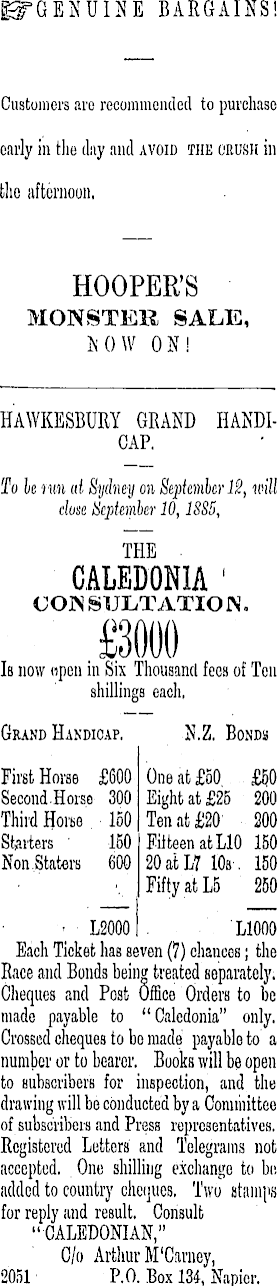 ☞GENUINE BARGAINS!
Customers are recommended to purchase
early in the day and AVOID THE CRUSH in
the afternoon.
HOOPER'S
MONSTER SALE,
NOW ON!
HAWKESBURY GRAND HANDI-
CAP.
To be run at Sydney on September 12, will
close September 10, 1885,
THE
CALEDONIA
CONSULTATION.
£3000
Is now open in Six Thousand fees of Ten
shillings each.
GRAND HANDICAP. N.Z. BONDS
First Horse £600 One at £50 £50
Second Horse 300 Eight at £25 200
Third Horse 150 Ten at £20 200
Starters 150 Fifteen at L10 150
Non Staters 600 20 at L7 10s 150
Fifty at L5 250
L2000 L1000
Each Ticket has seven (7) chances; the
Race and Bonds being treated separately.
Cheques and Post Office Orders to be
made payable to "Caledonia" only.
Crossed cheques to be made payable to a
number or to bearer. Books will be open
to subscribers for inspection, and the
drawing will be conducted by a Committee
of subscribers and Press representatives.
Registered Letters and Telegrams not
accepted. One shilling exchange to be
added to country cheques. Two stamps
for reply and result. Consult
"CALEDONIAN,"
C/o Arthur M'Carney,
2051 P.O. Box 134, Napier.